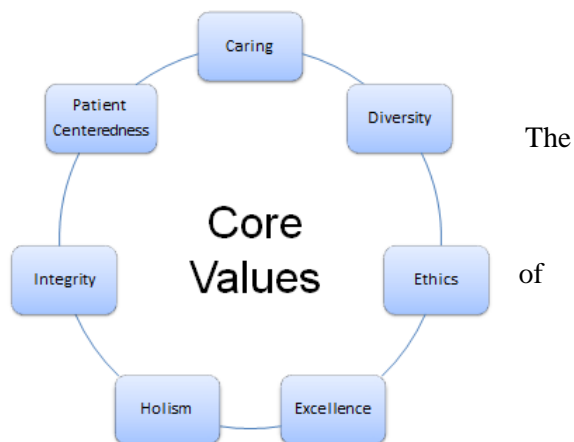 Caring
Patient
Centeredness
Diversity
The
Core
Values
Integrity
Ethics
of
Holism
Excellence